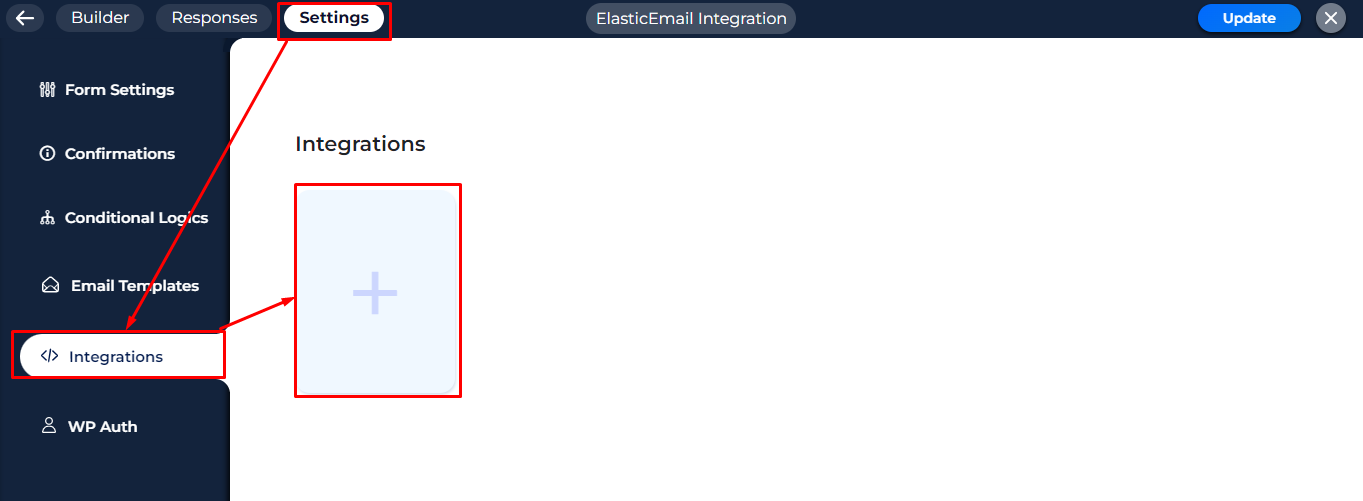 Builder
Responses
Settings
ElasticEmail Integration
Update
Form Settings
Confirmations
Conditional Logics
Email Templates
Integrations
WP Auth
Integrations